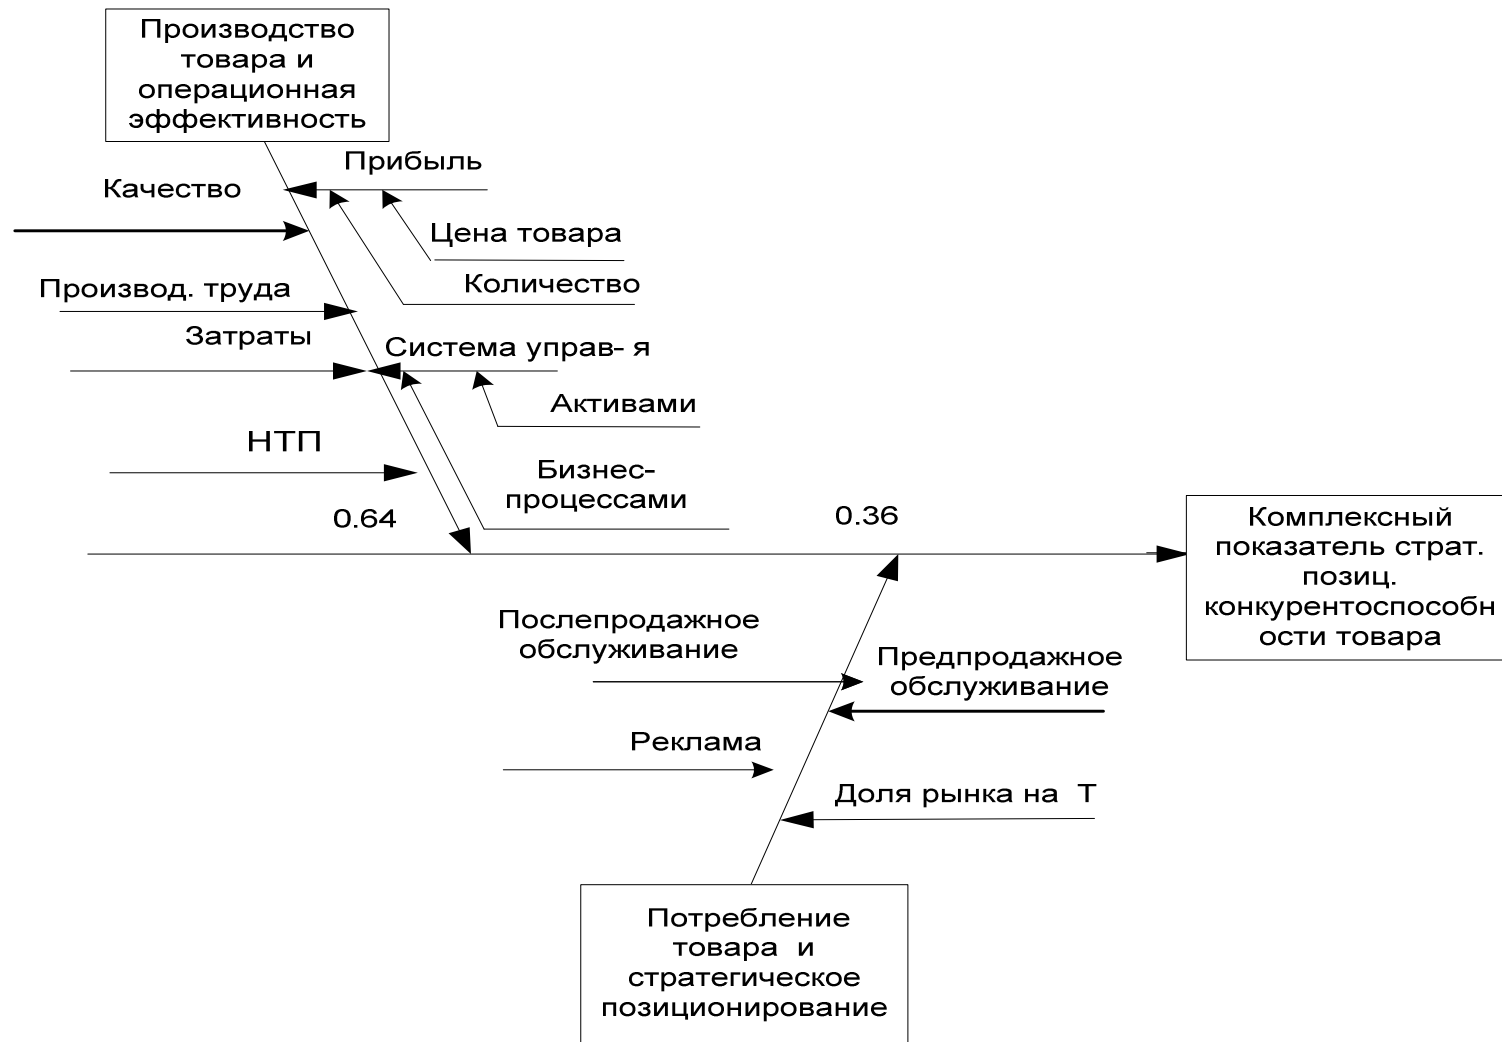 Производство
товара и
операционная
эффективность
Прибыль
Качество
Цена товара
Количество
Производ. труда
Затраты
Система управ- я
Активами
НТП
Бизнес-
процессами
0.64
0.36
Комплексный
показатель страт.
позиц.
конкурентоспособн
ости товара
Послепродажное
обслуживание
Предпродажное
обслуживание
Реклама
Доля рынка на Т
Потребление
товара и
стратегическое
позиционирование